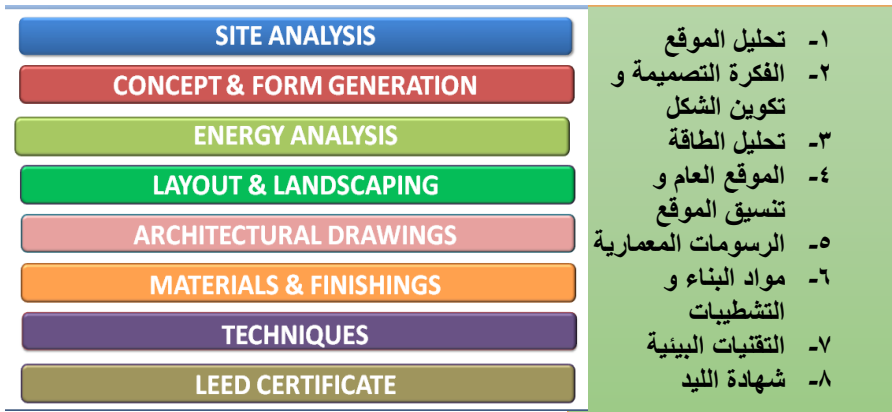 SITE ANALYSIS
CONCEPT & FORM GENERATION
ENERGY ANALYSIS
LAYOUT & LANDSCAPING
ARCHITECTURAL DRAWINGS
MATERIALS & FINISHINGS
TECHNIQUES
LEED CERTIFICATE
١- تحليل الموقع
٢- الفكرة التصميمة و
تكوين الشكل
٣- تحليل الطاقة
٤- الموقع العام و
تنسيق الموقع
٥- الرسومات المعمارية
٦- مواد البناء و
التشطيبات
٧- التقنيات البيئية
٨- شهادة الليد